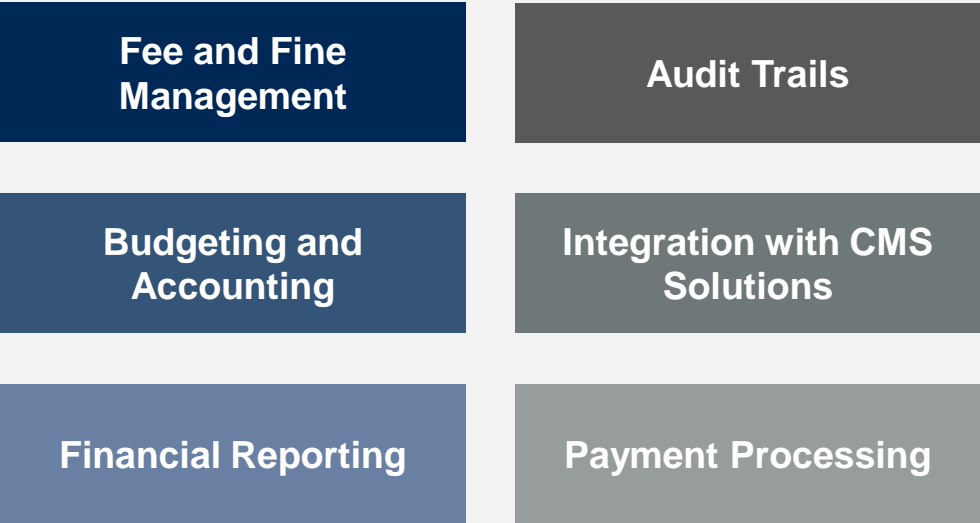 Fee and Fine
Management
Audit Trails
Budgeting and
Accounting
Integration with CMS
Solutions
Financial Reporting
Payment Processing